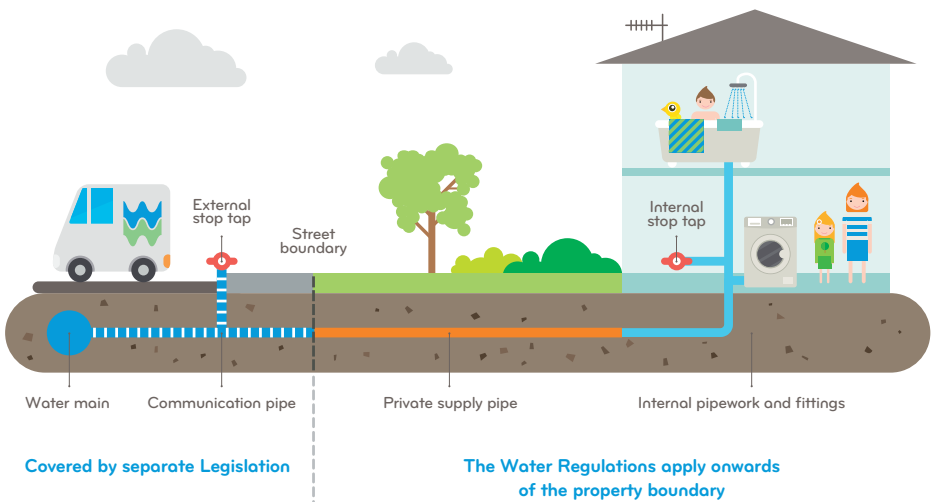 External
stop tap
Street
boundary
Internal
stop tap
Water main
Communication pipe
Private supply pipe
Internal pipework and fittings
Covered by separate Legislation
The Water Regulations apply onwards
of the property boundary